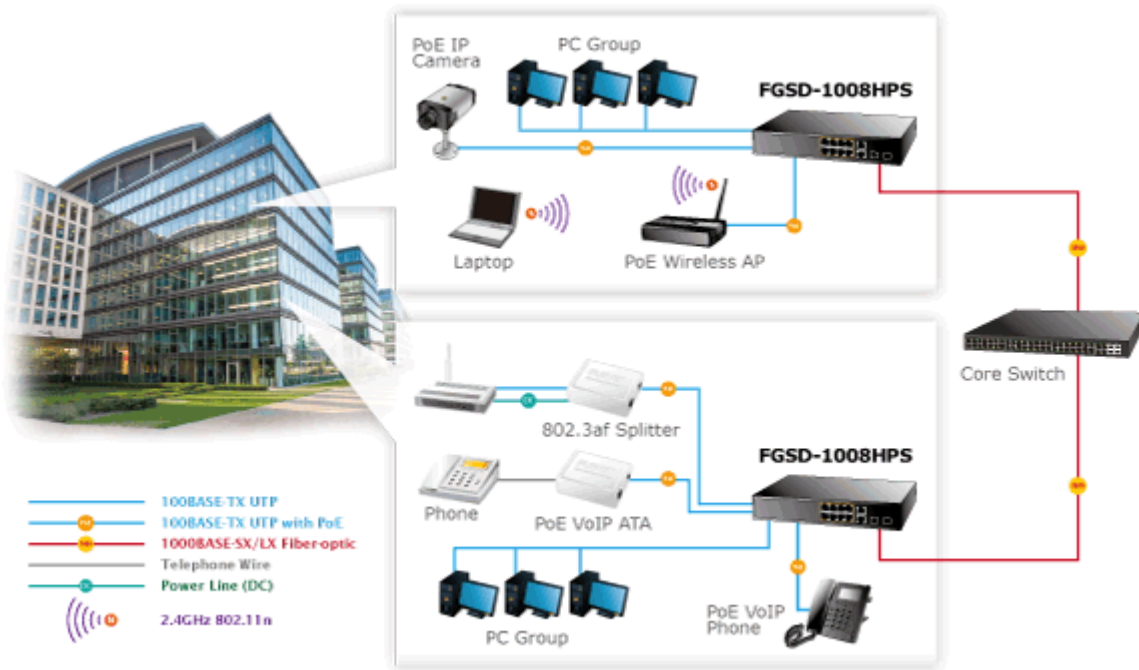 PoE IP
Camera
PC Group
FGSD-1008HPS
Laptop
PoE Wireless AP
Core Switch
802.3af Splitter
FGSD-1008HPS
Phone
PoE VoIP ATA
PC Group
PoE VoIP
Phone
100BASE-TX UTP
100BASE-TX UTP with PoE
1000BASE-SX/LX Fiber-optic
Telephone Wire
Power Line (DC)
2.4GHz 802.11n